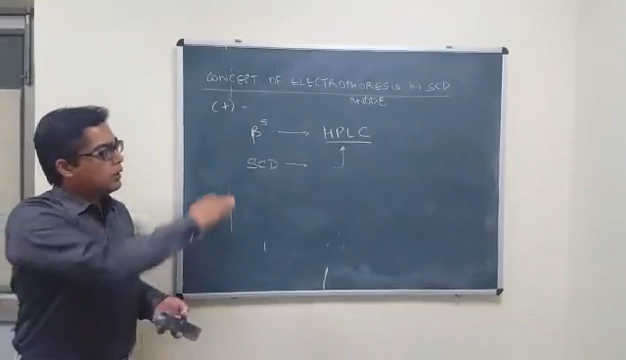 CONCEPT OF ELECTROPHORESIS IN SCD
(+) - ANODE
β^S → HPLC
SCD —